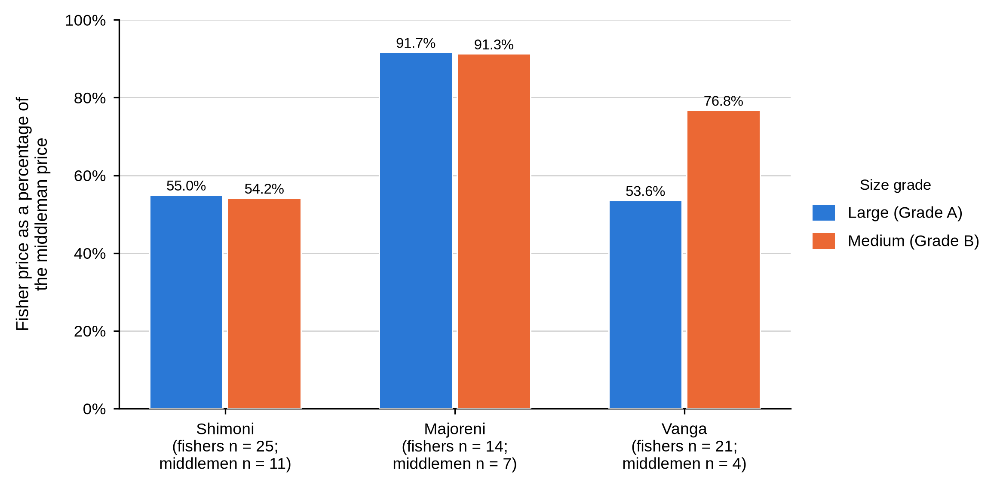 100%
80%
60%
40%
20%
0%
Fisher price as a percentage of
the middleman price
55.0%
54.2%
91.7%
91.3%
53.6%
76.8%
Shimoni
(fishers n = 25;
middlemen n = 11)
Majoreni
(fishers n = 14;
middlemen n = 7)
Vanga
(fishers n = 21;
middlemen n = 4)
Size grade
Large (Grade A)
Medium (Grade B)